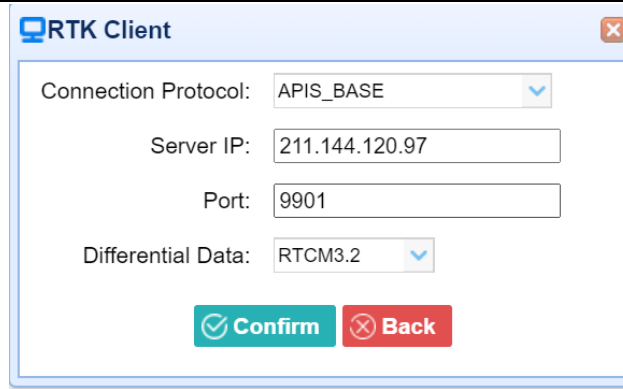 RTK Client
Connection Protocol: APIS_BASE
Server IP: 211.144.120.97
Port: 9901
Differential Data: RTCM3.2
Confirm Back